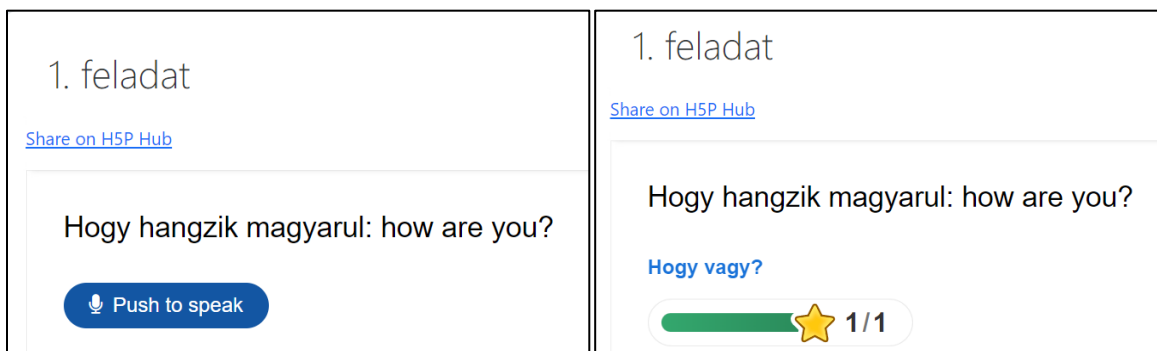 1. feladat
Share on H5P Hub
Hogy hangzik magyarul: how are you?
Push to speak
1. feladat
Share on H5P Hub
Hogy hangzik magyarul: how are you?
Hogy vagy?
1/1